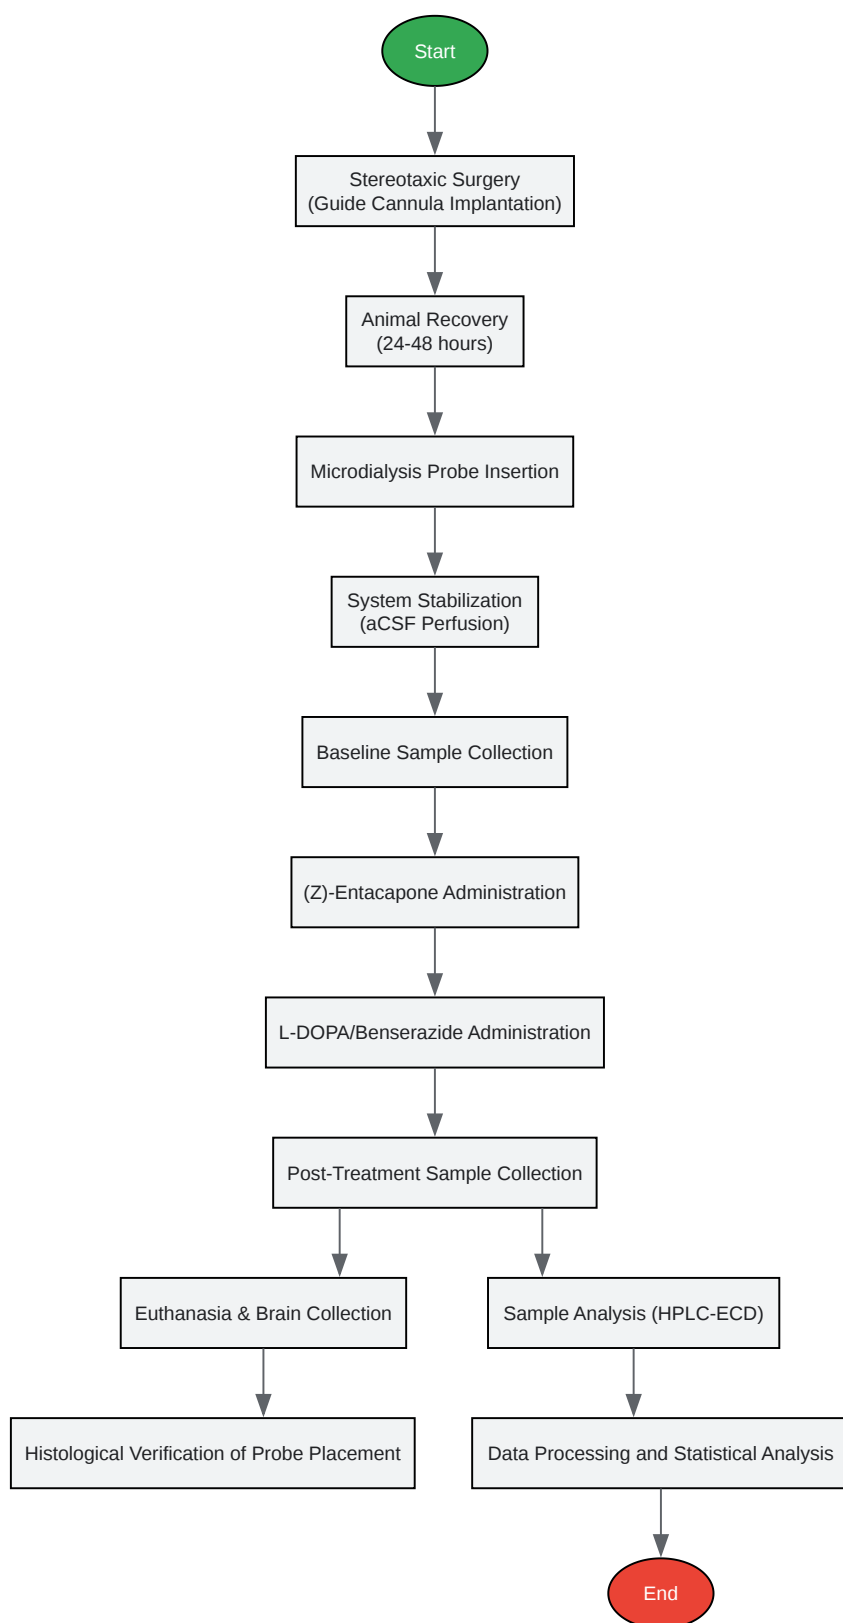 Start
Stereotaxic Surgery
(Guide Cannula Implantation)
Animal Recovery
(24-48 hours)
Microdialysis Probe Insertion
System Stabilization
(aCSF Perfusion)
Baseline Sample Collection
(Z)-Entacapone Administration
L-DOPA/Benserazide Administration
Post-Treatment Sample Collection
Euthanasia & Brain Collection
Sample Analysis (HPLC-ECD)
Histological Verification of Probe Placement
Data Processing and Statistical Analysis
End